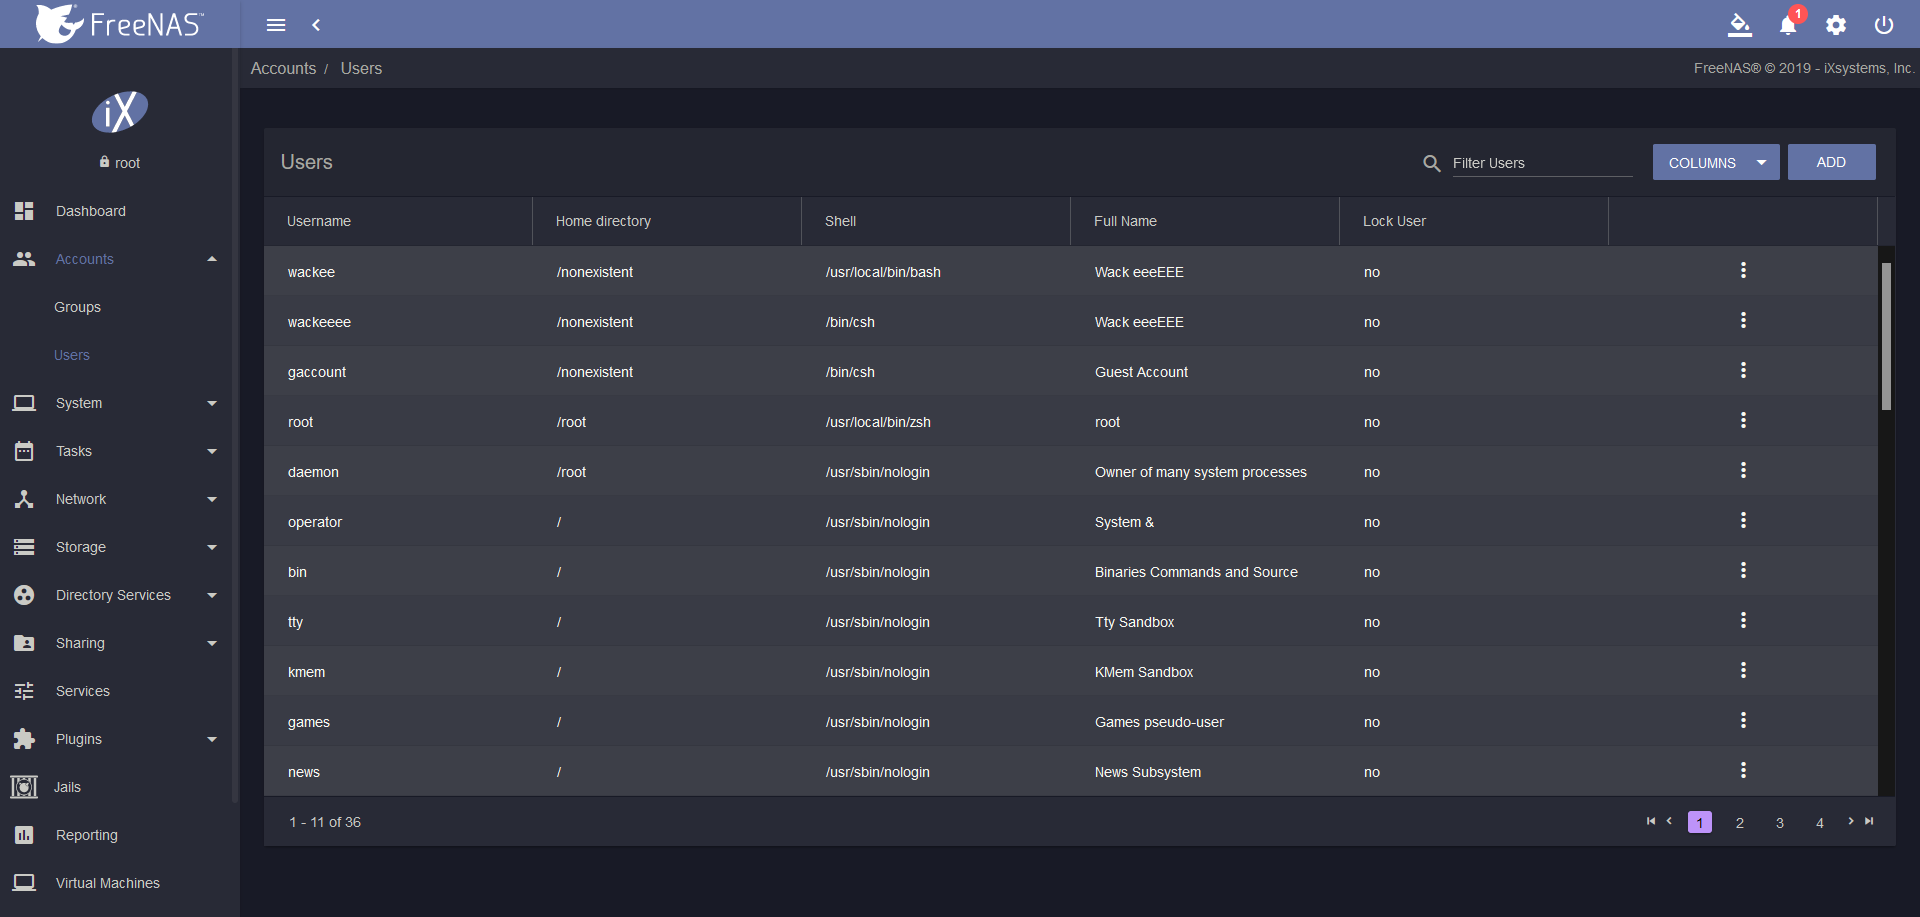 FreeNAS™
1
Accounts / Users
FreeNAS® © 2019 - iXsystems, Inc.
iX
root
Dashboard
Accounts
Groups
Users
System
Tasks
Network
Storage
Directory Services
Sharing
Services
Plugins
Jails
Reporting
Virtual Machines
Users
Filter Users
COLUMNS
ADD
Username Home directory Shell Full Name Lock User
wackee /nonexistent /usr/local/bin/bash Wack eeeEEE no
wackeeee /nonexistent /bin/csh Wack eeeEEE no
gaccount /nonexistent /bin/csh Guest Account no
root /root /usr/local/bin/zsh root no
daemon /root /usr/sbin/nologin Owner of many system processes no
operator / /usr/sbin/nologin System & no
bin / /usr/sbin/nologin Binaries Commands and Source no
tty / /usr/sbin/nologin Tty Sandbox no
kmem / /usr/sbin/nologin KMem Sandbox no
games / /usr/sbin/nologin Games pseudo-user no
news / /usr/sbin/nologin News Subsystem no
1 - 11 of 36
1 2 3 4